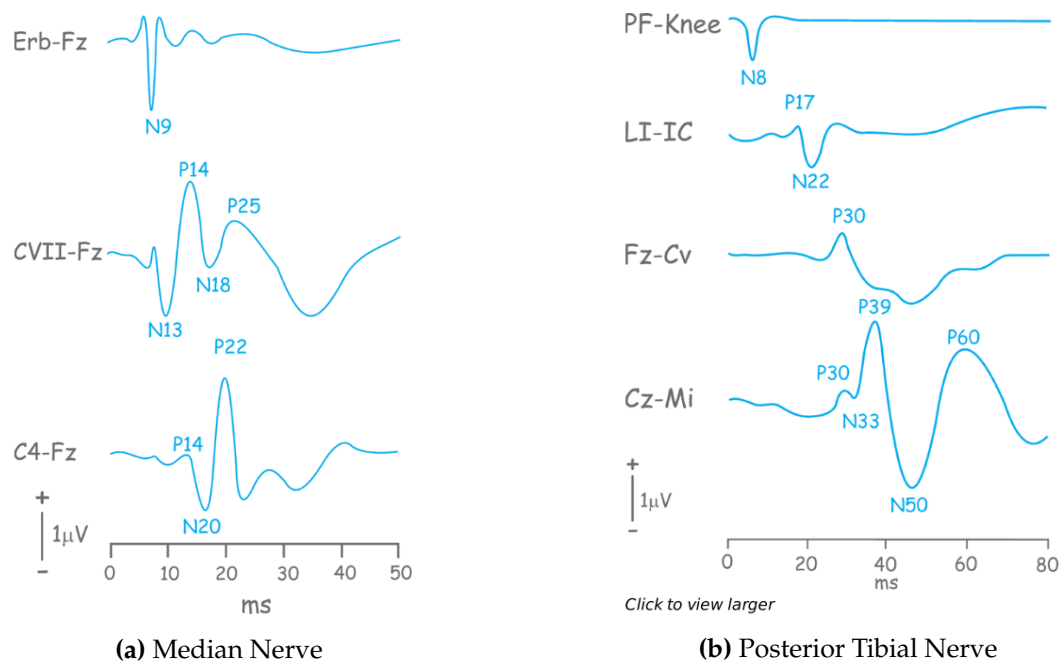 Erb-Fz
N9
P14
P25
CVII-Fz
N18
N13
P22
P14
C4-Fz
N20
+
1μV
−
0 10 20 30 40 50
ms
(a) Median Nerve
PF-Knee
N8
P17
LI-IC
N22
P30
Fz-Cv
P39
P60
P30
Cz-Mi
N33
N50
+
1μV
−
0 20 40 60 80
ms
Click to view larger
(b) Posterior Tibial Nerve